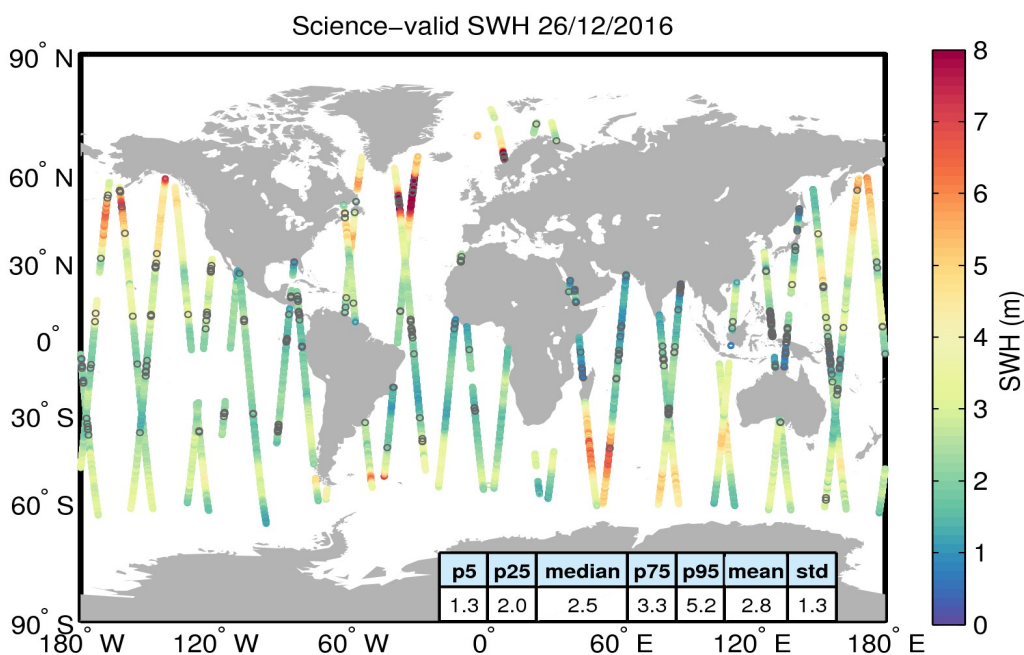 Science−valid SWH 26/12/2016
90° N
60° N
30° N
0°
30° S
60° S
90° S
180° W
120° W
60° W
0°
60° E
120° E
180° E
8
7
6
5
4
3
2
1
0
SWH (m)
p5 p25 median p75 p95 mean std
1.3 2.0 2.5 3.3 5.2 2.8 1.3